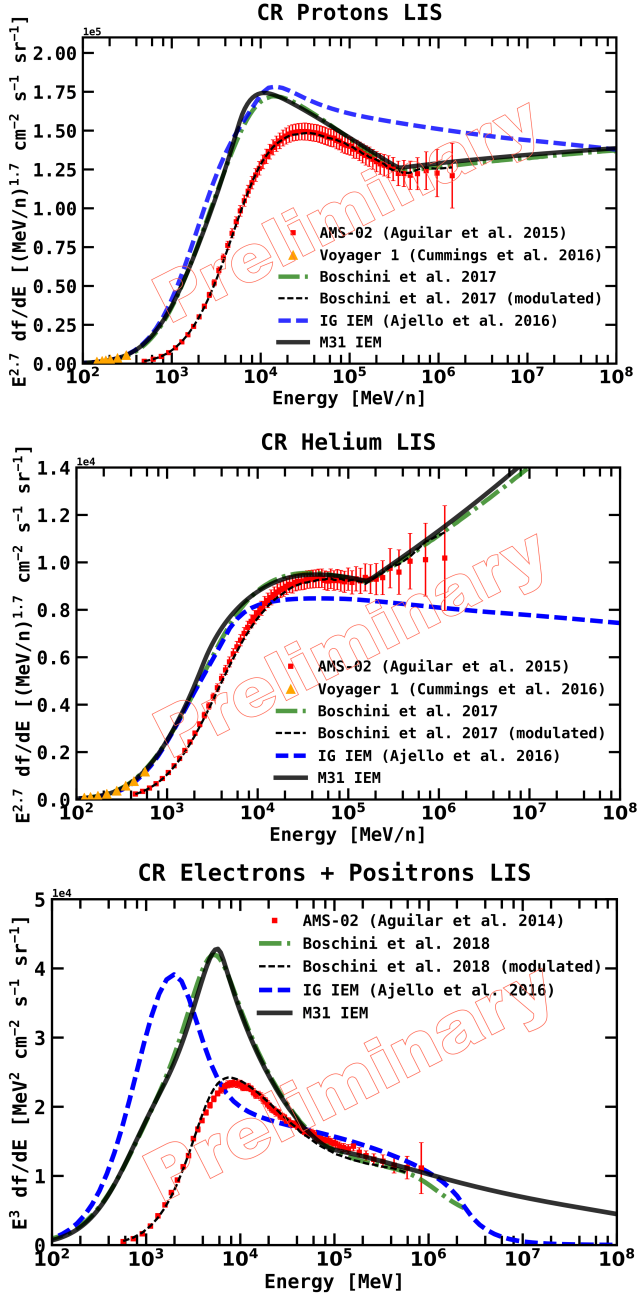 CR Protons LIS
1e5
2.00
1.75
1.50
1.25
1.00
0.75
0.50
0.25
0.00
E^2.7 df/dE [(MeV/n)^1.7 cm^−2 s^−1 sr^−1]
Preliminary
AMS-02 (Aguilar et al. 2015)
Voyager 1 (Cummings et al. 2016)
Boschini et al. 2017
Boschini et al. 2017 (modulated)
IG IEM (Ajello et al. 2016)
M31 IEM
10^2 10^3 10^4 10^5 10^6 10^7 10^8
Energy [MeV/n]
CR Helium LIS
1e4
1.4
1.2
1.0
0.8
0.6
0.4
0.2
0.0
E^2.7 df/dE [(MeV/n)^1.7 cm^−2 s^−1 sr^−1]
Preliminary
AMS-02 (Aguilar et al. 2015)
Voyager 1 (Cummings et al. 2016)
Boschini et al. 2017
Boschini et al. 2017 (modulated)
IG IEM (Ajello et al. 2016)
M31 IEM
10^2 10^3 10^4 10^5 10^6 10^7 10^8
Energy [MeV/n]
CR Electrons + Positrons LIS
1e4
5
4
3
2
1
0
E^3 df/dE [MeV^2 cm^−2 s^−1 sr^−1]
AMS-02 (Aguilar et al. 2014)
Boschini et al. 2018
Boschini et al. 2018 (modulated)
IG IEM (Ajello et al. 2016)
M31 IEM
Preliminary
10^2 10^3 10^4 10^5 10^6 10^7 10^8
Energy [MeV]